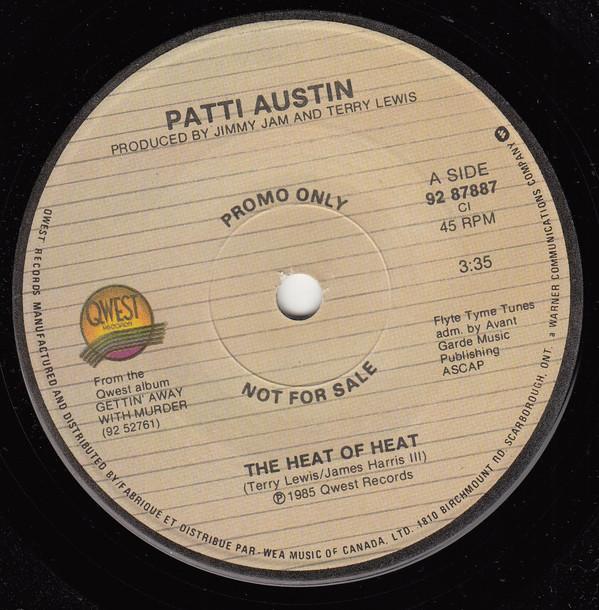 PATTI AUSTIN
PRODUCED BY JIMMY JAM AND TERRY LEWIS
PROMO ONLY
A SIDE
92 87887
CI
45 RPM
3:35
QWEST
RECORDS
From the
Qwest album
GETTIN' AWAY
WITH MURDER
(92 52761)
Flyte Tyme Tunes
adm. by Avant
Garde Music
Publishing
ASCAP
NOT FOR SALE
THE HEAT OF HEAT
(Terry Lewis/James Harris III)
Ⓟ1985 Qwest Records
QWEST RECORDS MANUFACTURED AND DISTRIBUTED BY/FABRIQUE ET DISTRIBUE PAR-WEA MUSIC OF CANADA, LTD. 1810 BIRCHMOUNT RD. SCARBOROUGH, ONT. a WARNER COMMUNICATIONS COMPANY